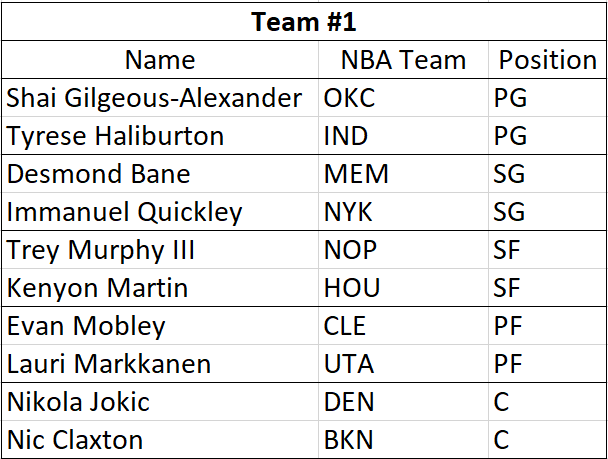 Team #1
Name NBA Team Position
Shai Gilgeous-Alexander OKC PG
Tyrese Haliburton IND PG
Desmond Bane MEM SG
Immanuel Quickley NYK SG
Trey Murphy III NOP SF
Kenyon Martin HOU SF
Evan Mobley CLE PF
Lauri Markkanen UTA PF
Nikola Jokic DEN C
Nic Claxton BKN C